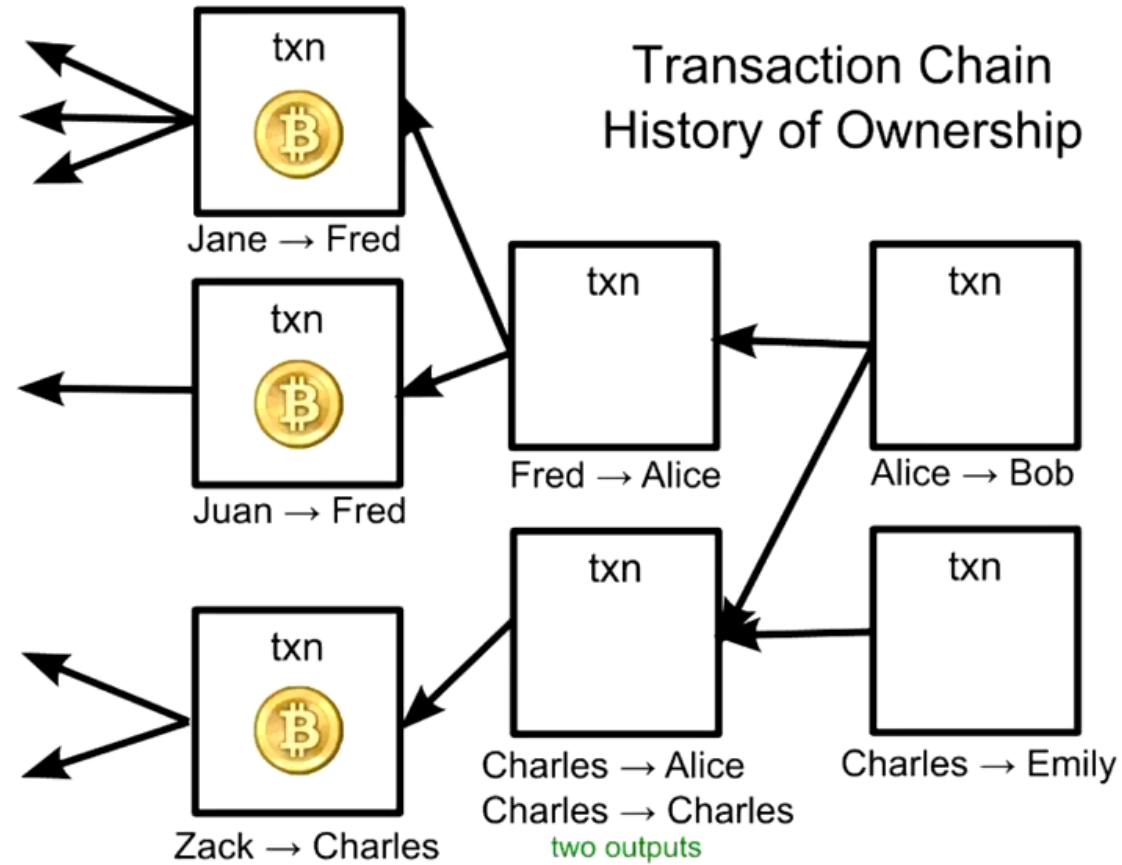 txn
Transaction Chain
History of Ownership
Jane → Fred
txn
Juan → Fred
txn
Fred → Alice
txn
Alice → Bob
txn
Zack → Charles
txn
Charles → Alice
Charles → Charles
two outputs
txn
Charles → Emily